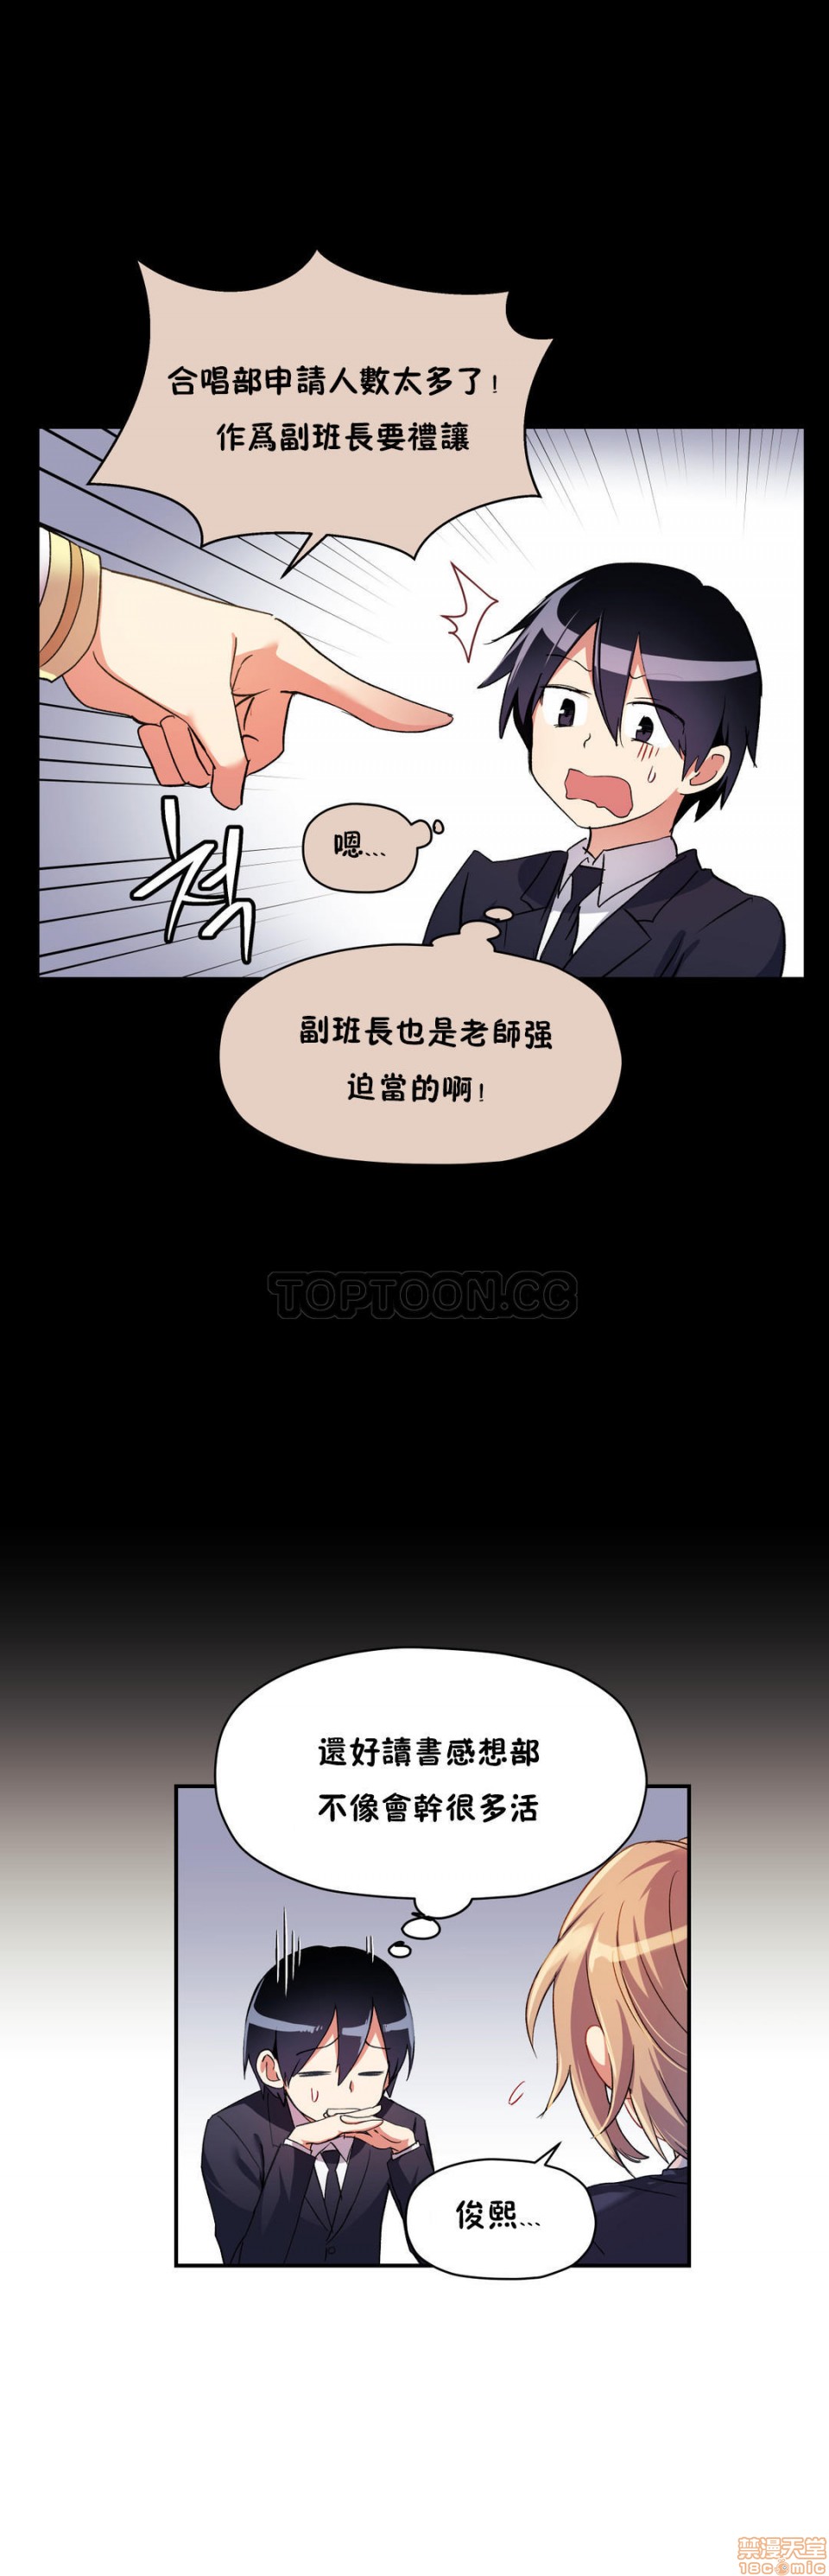 合唱部申請人數太多了!
作爲副班長要禮讓
嗯...
척
副班長也是老師强
迫當的啊!
TOPTOON.CC
還好讀書感想部
不像會幹很多活
俊熙...
禁漫天堂
18comic